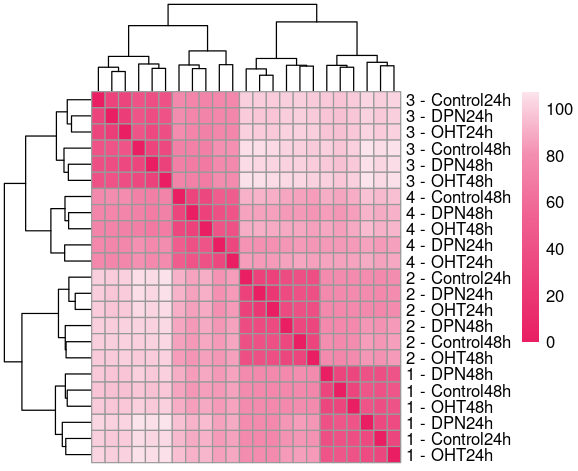 3 - Control24h
3 - DPN24h
3 - OHT24h
3 - Control48h
3 - DPN48h
3 - OHT48h
4 - Control48h
4 - DPN48h
4 - OHT48h
4 - DPN24h
4 - OHT24h
2 - Control24h
2 - DPN24h
2 - OHT24h
2 - DPN48h
2 - Control48h
2 - OHT48h
1 - DPN48h
1 - Control48h
1 - OHT48h
1 - DPN24h
1 - Control24h
1 - OHT24h
100
80
60
40
20
0